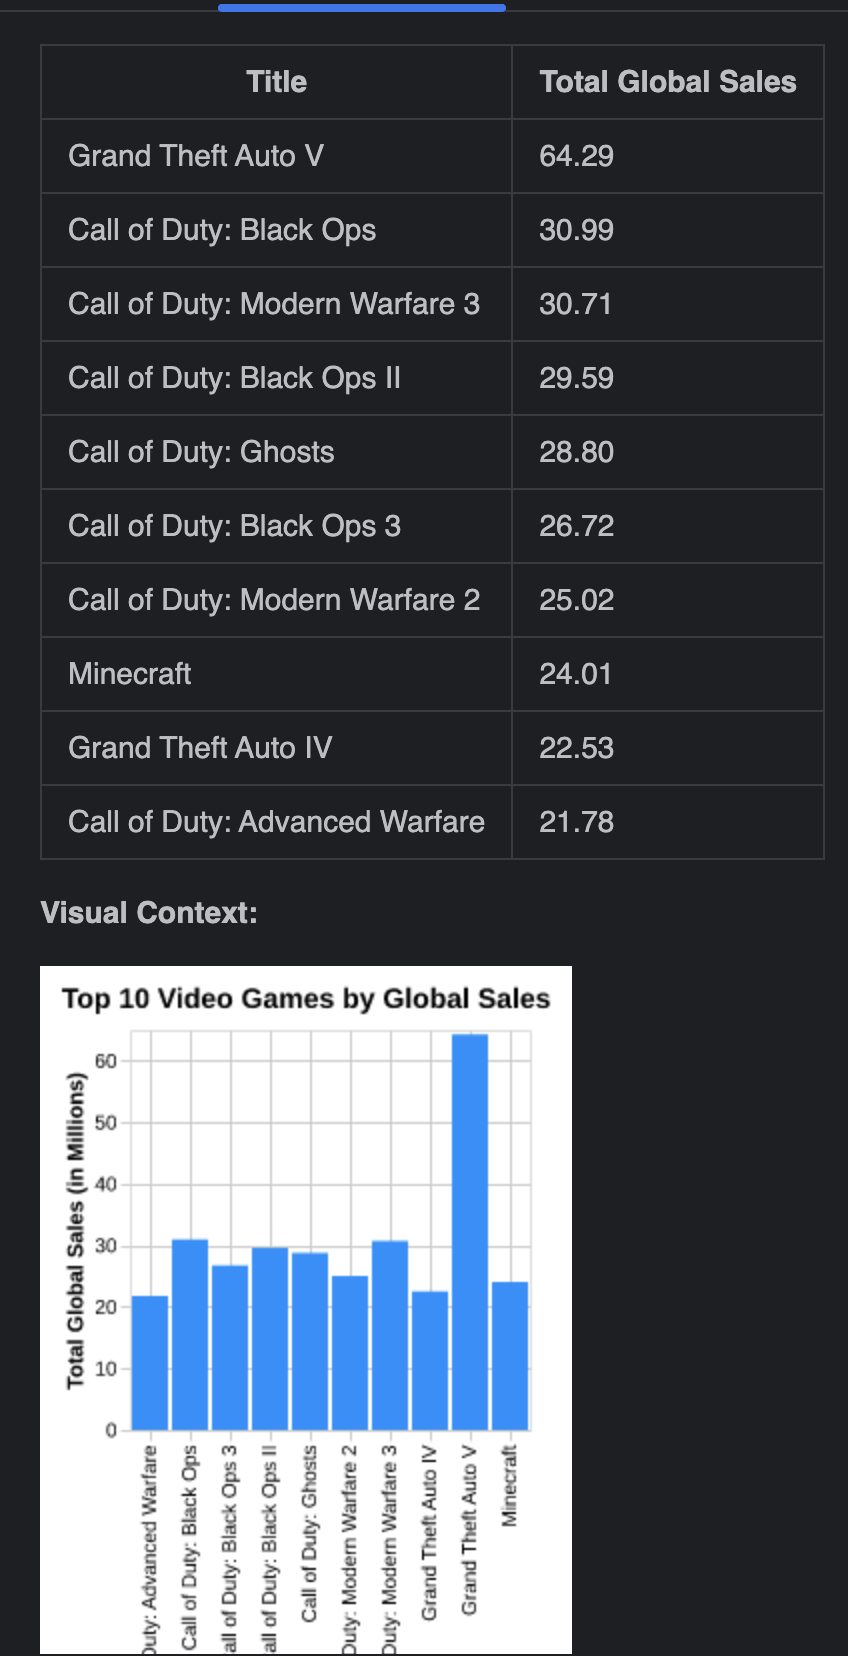 Title Total Global Sales
Grand Theft Auto V 64.29
Call of Duty: Black Ops 30.99
Call of Duty: Modern Warfare 3 30.71
Call of Duty: Black Ops II 29.59
Call of Duty: Ghosts 28.80
Call of Duty: Black Ops 3 26.72
Call of Duty: Modern Warfare 2 25.02
Minecraft 24.01
Grand Theft Auto IV 22.53
Call of Duty: Advanced Warfare 21.78
Visual Context:
Top 10 Video Games by Global Sales
Total Global Sales (in Millions)
60
50
40
30
20
10
0
Duty: Advanced Warfare
Call of Duty: Black Ops
all of Duty: Black Ops 3
all of Duty: Black Ops II
Call of Duty: Ghosts
Duty: Modern Warfare 2
Duty: Modern Warfare 3
Grand Theft Auto IV
Grand Theft Auto V
Minecraft